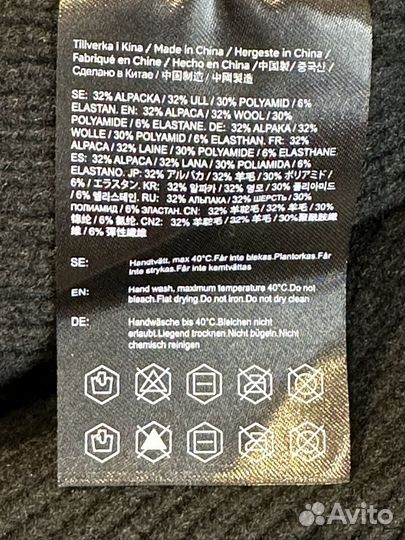 Tillverka i Kina / Made in China / Hergeste in China /
Fabriqué en Chine / Hecho en China / 中国製 / 중국산 /
Сделано в Китае / 中国制造 / 中國製造
SE: 32% ALPACKA / 32% ULL / 30% POLYAMID / 6%
ELASTAN. EN: 32% ALPACA / 32% WOOL / 30%
POLYAMIDE / 6% ELASTANE. DE: 32% ALPAKA / 32%
WOLLE / 30% POLYAMID / 6% ELASTHAN. FR: 32%
ALPACA / 32% LAINE / 30% POLYAMIDE / 6% ELASTHANE
ES: 32% ALPACA / 32% LANA / 30% POLIAMIDA / 6%
ELASTANO. JP: 32% アルパカ / 32% 羊毛 / 30% ポリアミド /
6% / エラスタン. KR: 32% 알파카 / 32% 양모 / 30% 폴리아미드
/ 6% 엘라스테인. RU: 32% АЛЬПАКА / 32% ШЕРСТЬ / 30%
ПОЛИАМИД / 6% ЭЛАСТАН. CN: 32% 羊驼毛 / 32% 羊毛 / 30%
锦纶 / 6% 氨纶. CN2: 32% 羊駝毛 / 32% 羊毛 / 30% 聚醯胺纖
維 / 6% 彈性纖維
SE: Handtvätt, max 40°C.Får inte blekas.Plantorkas.Får
inte strykas.Får inte kemtvättas
EN: Hand wash, maximum temperature 40°C.Do not
bleach.Flat drying.Do not iron.Do not dry clean
DE: Handwäsche bis 40°C.Bleichen nicht
erlaubt.Liegend trocknen.Nicht bügeln.Nicht
chemisch reinigen
Avito